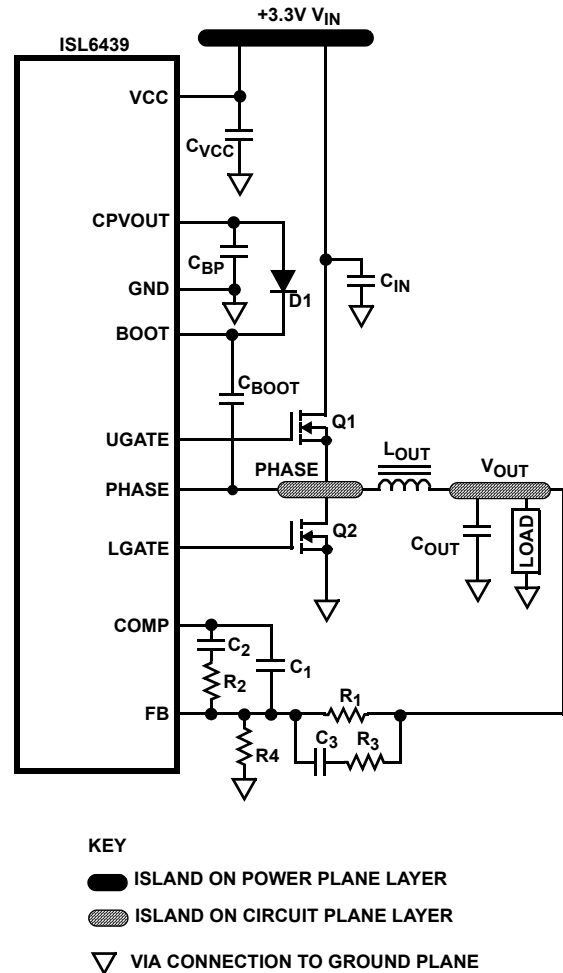 +3.3V VIN
ISL6439
VCC
CVCC
CPVOUT
CBP
D1
CIN
GND
BOOT
CBOOT
Q1
UGATE
LOUT
PHASE
PHASE
VOUT
Q2
COUT
LOAD
LGATE
COMP
C2
C1
R2
R1
FB
C3
R3
R4
KEY
ISLAND ON POWER PLANE LAYER
ISLAND ON CIRCUIT PLANE LAYER
VIA CONNECTION TO GROUND PLANE